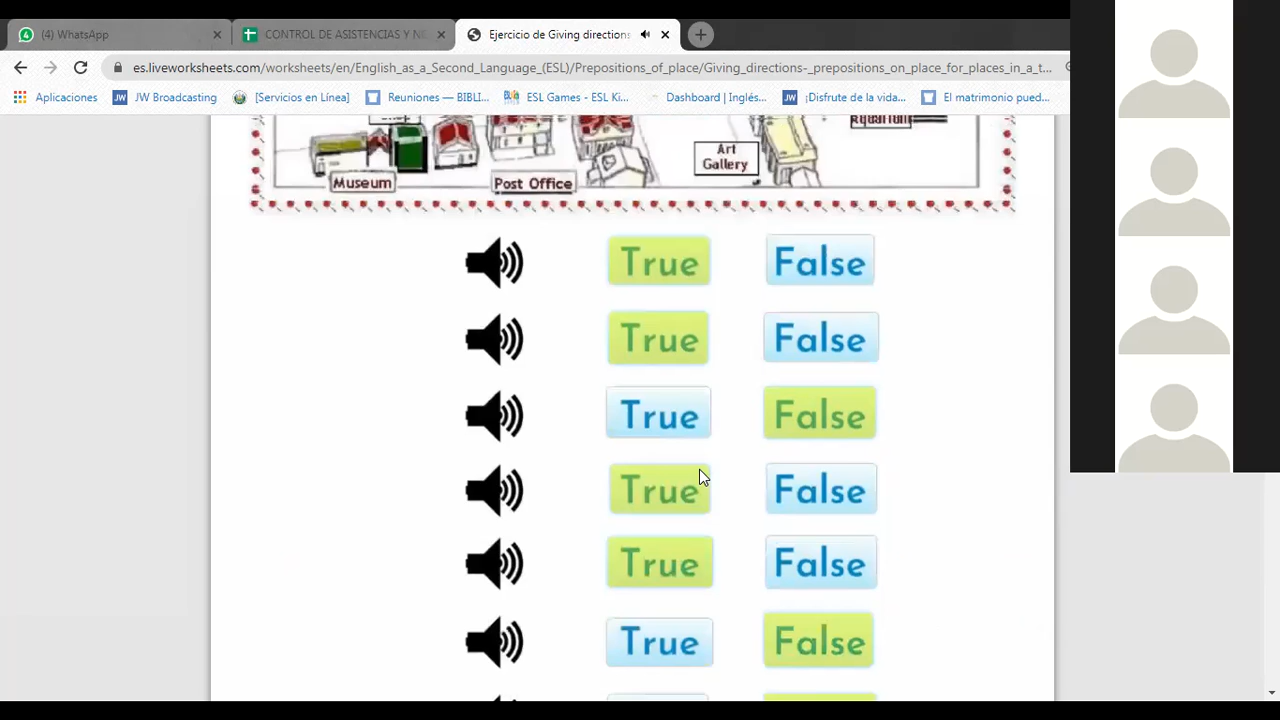 (4) WhatsApp
CONTROL DE ASISTENCIAS Y N
Ejercicio de Giving directions
es.liveworksheets.com/worksheets/en/English_as_a_Second_Language_(ESL)/Prepositions_of_place/Giving_directions-_prepositions_on_place_for_places_in_a_t...
Aplicaciones
JW Broadcasting
[Servicios en Línea]
Reuniones — BIBLI...
ESL Games - ESL Ki...
Dashboard | Inglés...
¡Disfrute de la vida...
El matrimonio pued...
Art
Gallery
Museum
Post Office
True False
True False
True False
True False
True False
True False